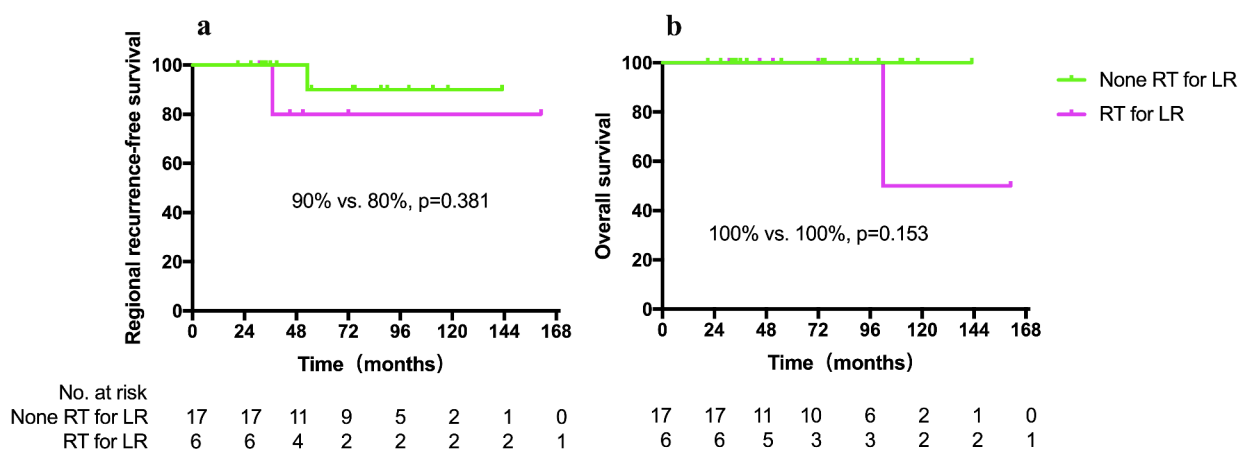 a
Regional recurrence-free survival
100
80
60
40
20
0
90% vs. 80%, p=0.381
0 24 48 72 96 120 144 168
Time (months)
b
Overall survival
100
80
60
40
20
0
100% vs. 100%, p=0.153
0 24 48 72 96 120 144 168
Time (months)
None RT for LR
RT for LR
No. at risk
None RT for LR 17 17 11 9 5 2 1 0
RT for LR 6 6 4 2 2 2 2 1
17 17 11 10 6 2 1 0
6 6 5 3 3 2 2 1